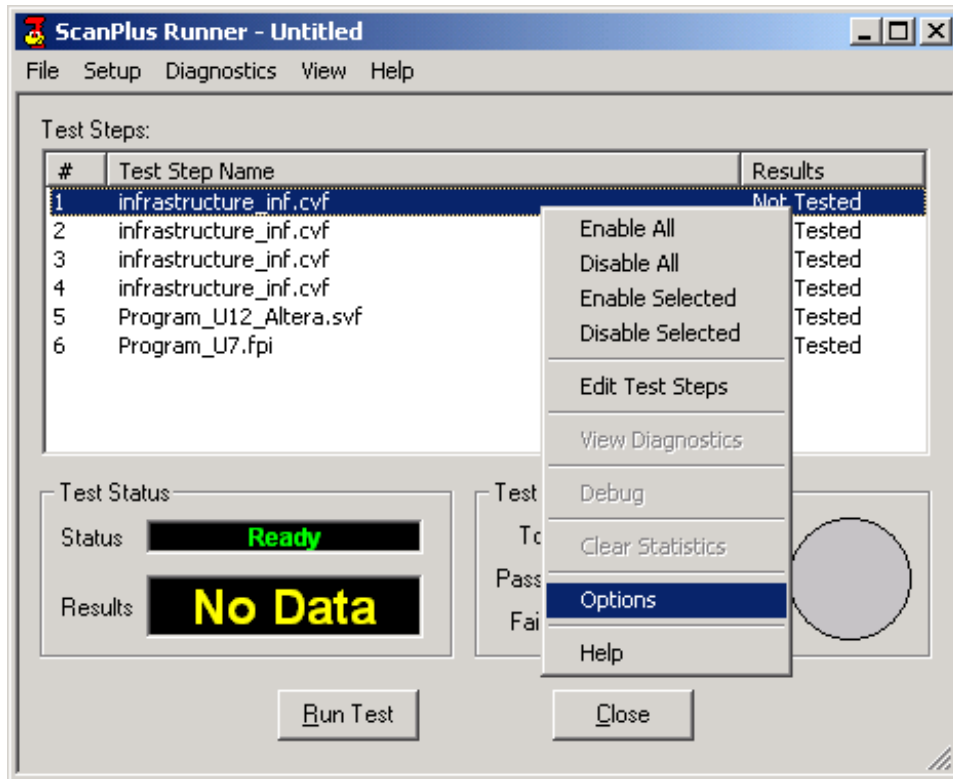 ScanPlus Runner - Untitled
File Setup Diagnostics View Help
Test Steps:
# Test Step Name Results
1 infrastructure_inf.cvf Not Tested
2 infrastructure_inf.cvf Tested
3 infrastructure_inf.cvf Tested
4 infrastructure_inf.cvf Tested
5 Program_U12_Altera.svf Tested
6 Program_U7.fpi Tested
Enable All
Disable All
Enable Selected
Disable Selected
Edit Test Steps
View Diagnostics
Debug
Clear Statistics
Options
Help
Test Status
Status Ready
Results No Data
Test
To
Pass
Fai
Run Test
Close